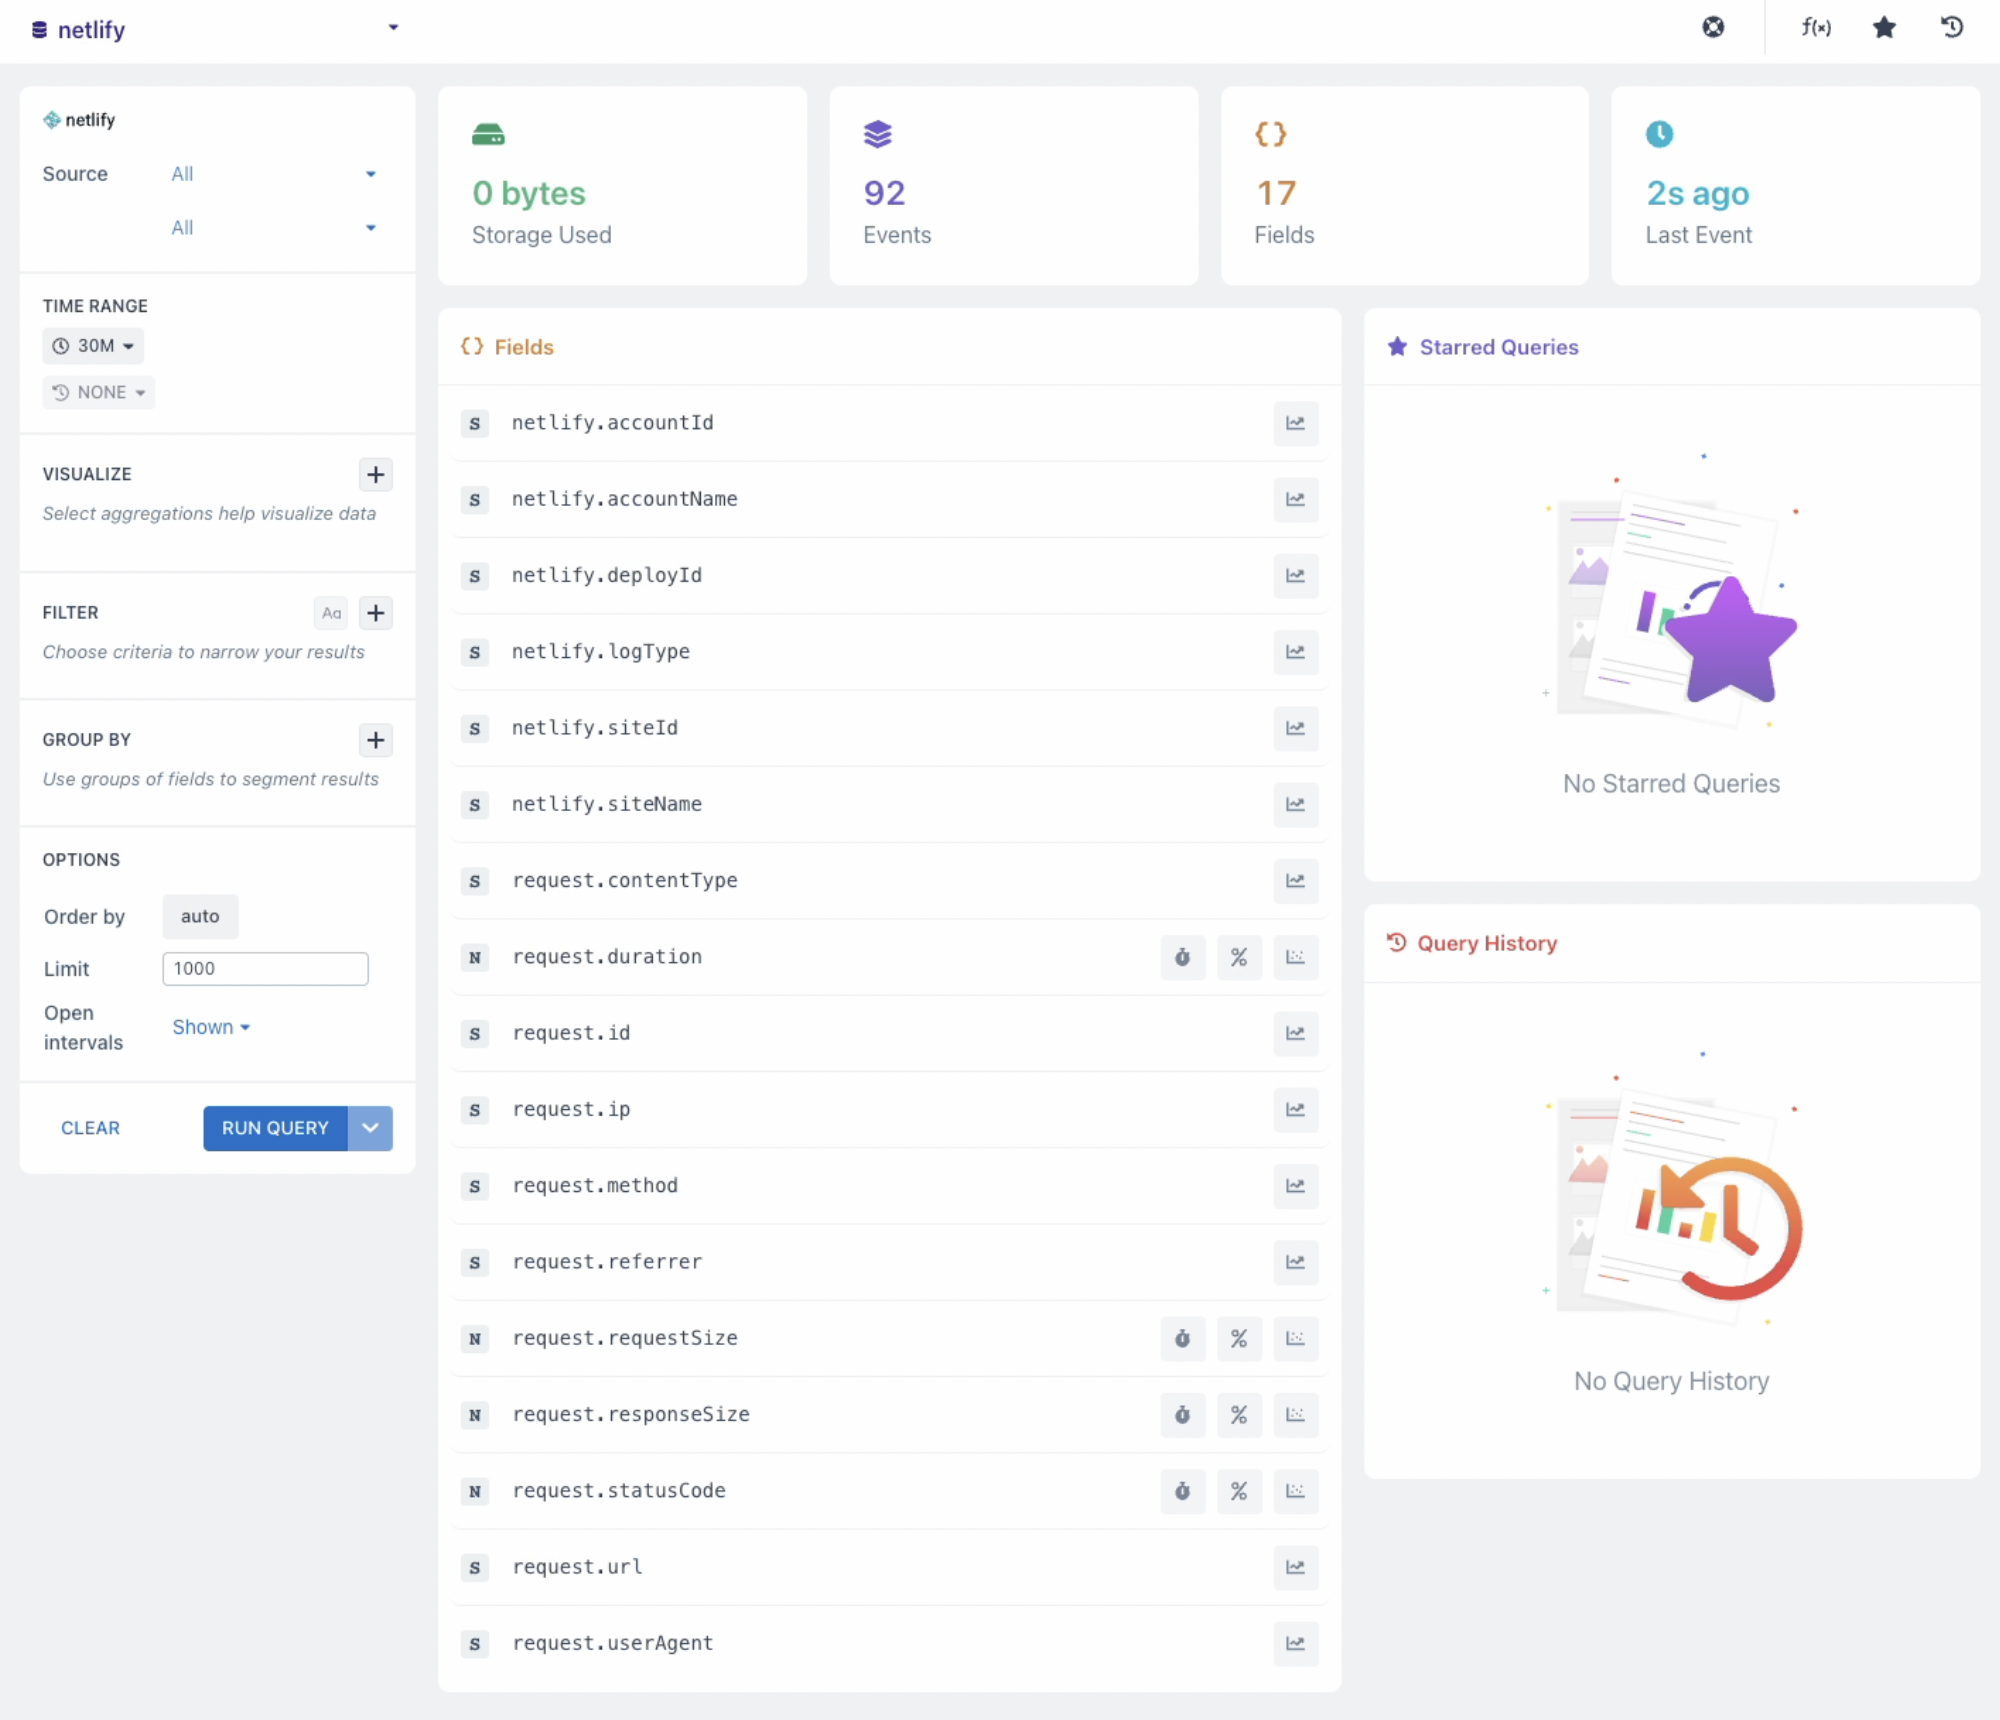 netlify
f(x)
netlify
Source All
All
TIME RANGE
30M
NONE
VISUALIZE
Select aggregations help visualize data
FILTER Aa
Choose criteria to narrow your results
GROUP BY
Use groups of fields to segment results
OPTIONS
Order by auto
Limit 1000
Open intervals Shown
CLEAR RUN QUERY
0 bytes
Storage Used
92
Events
17
Fields
2s ago
Last Event
{} Fields
S netlify.accountId
S netlify.accountName
S netlify.deployId
S netlify.logType
S netlify.siteId
S netlify.siteName
S request.contentType
N request.duration %
S request.id
S request.ip
S request.method
S request.referrer
N request.requestSize %
N request.responseSize %
N request.statusCode %
S request.url
S request.userAgent
Starred Queries
No Starred Queries
Query History
No Query History